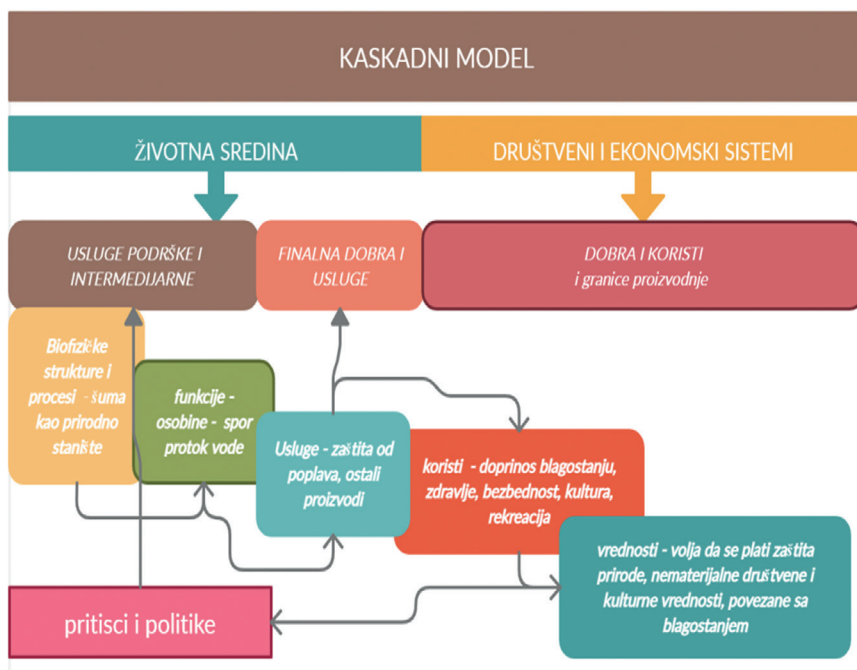 KASKADNI MODEL
ŽIVOTNA SREDINA
DRUŠTVENI I EKONOMSKI SISTEMI
USLUGE PODRŠKE I
INTERMEDIJARNE
FINALNA DOBRA I
USLUGE
DOBRA I KORISTI
i granice proizvodnje
Biofizičke
strukture i
procesi - šuma
kao prirodno
stanište
funkcije -
osobine - spor
protok vode
Usluge - zaštita od
poplava, ostali
proizvodi
koristi - doprinos blagostanju,
zdravlje, bezbednost, kultura,
rekreacija
vrednosti - volja da se plati zaštita
prirode, nematerijalne društvene i
kulturne vrednosti, povezane sa
blagostanjem
pritisci i politike